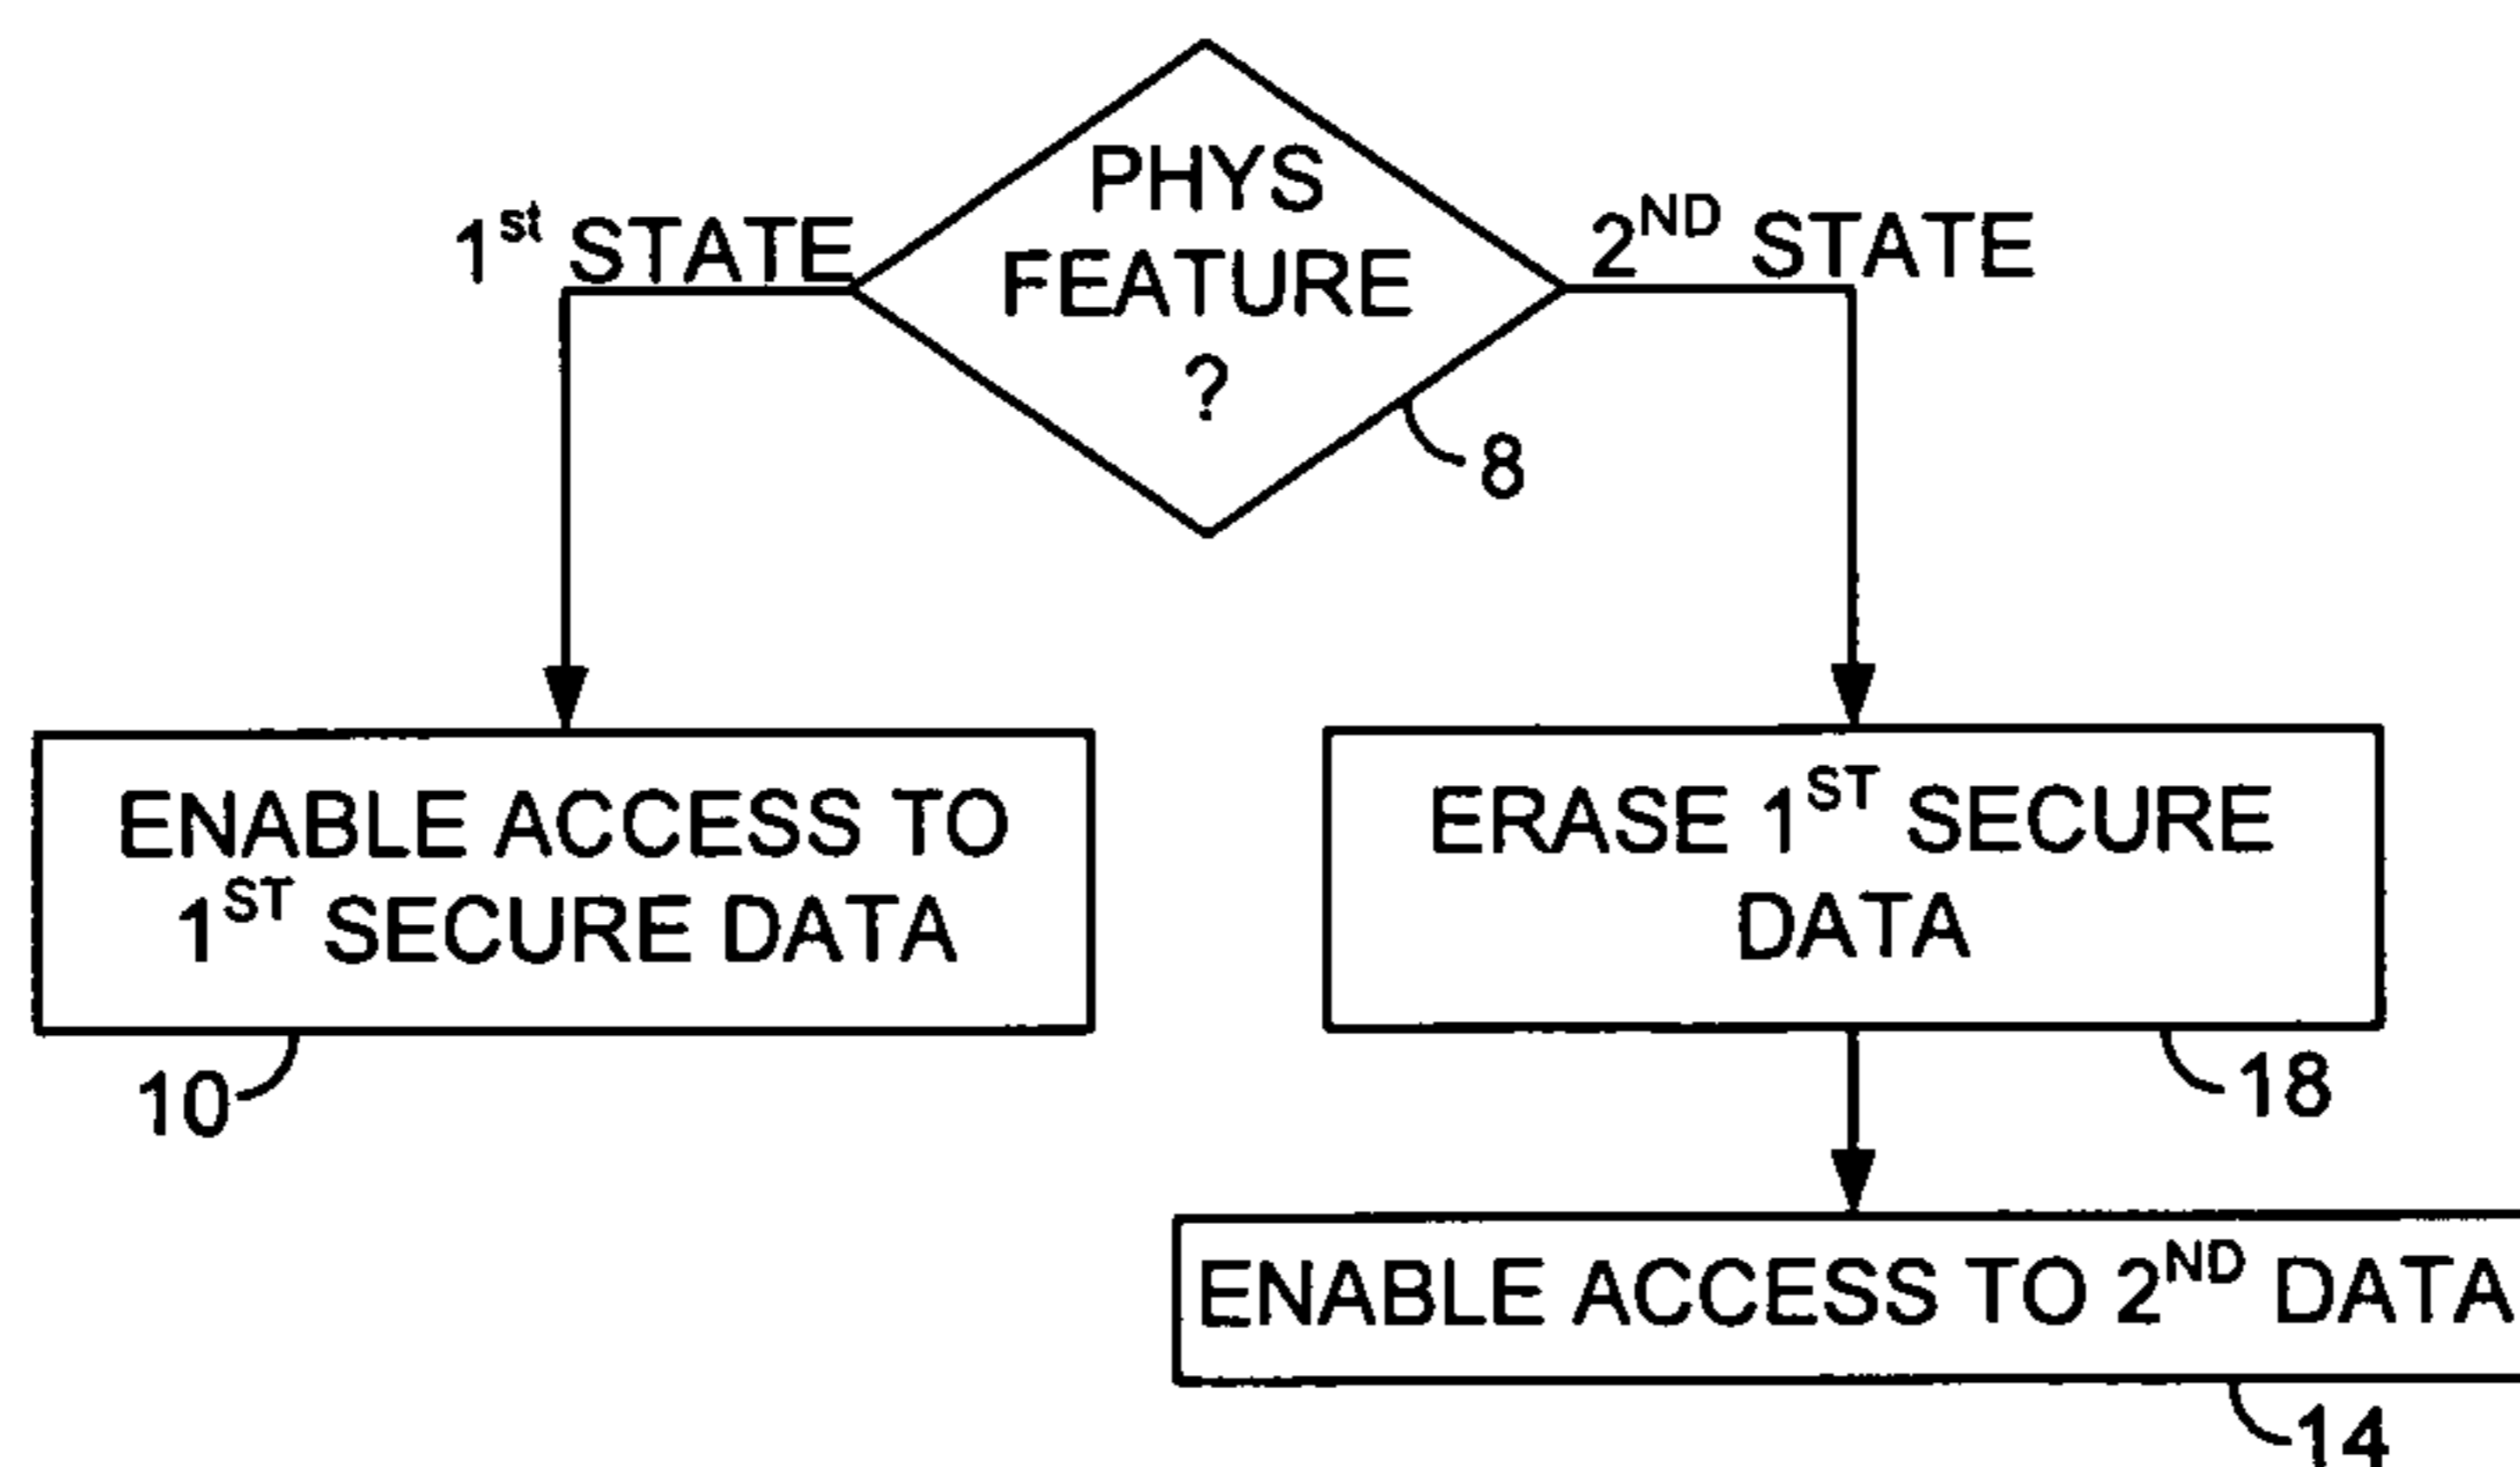 PHYS
FEATURE
?
1st STATE
2ND STATE
8
ENABLE ACCESS TO
1ST SECURE DATA
10
ERASE 1ST SECURE
DATA
18
ENABLE ACCESS TO 2ND DATA
14